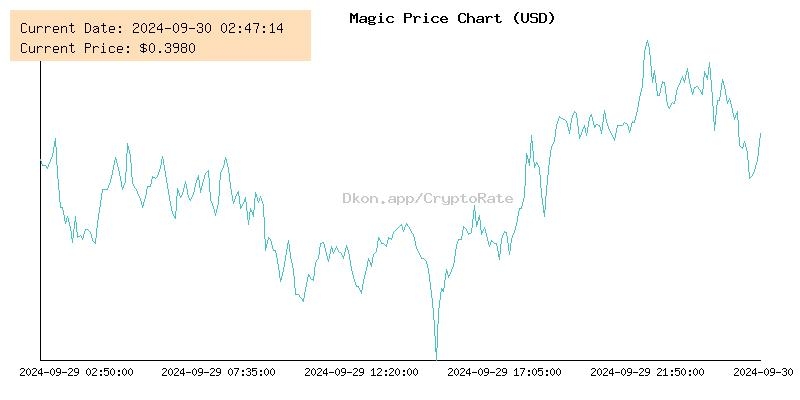 Magic Price Chart (USD)
Current Date: 2024-09-30 02:47:14
Current Price: $0.3980
Dkon.app/CryptoRate
2024-09-29 02:50:00 2024-09-29 07:35:00 2024-09-29 12:20:00 2024-09-29 17:05:00 2024-09-29 21:50:00 2024-09-30